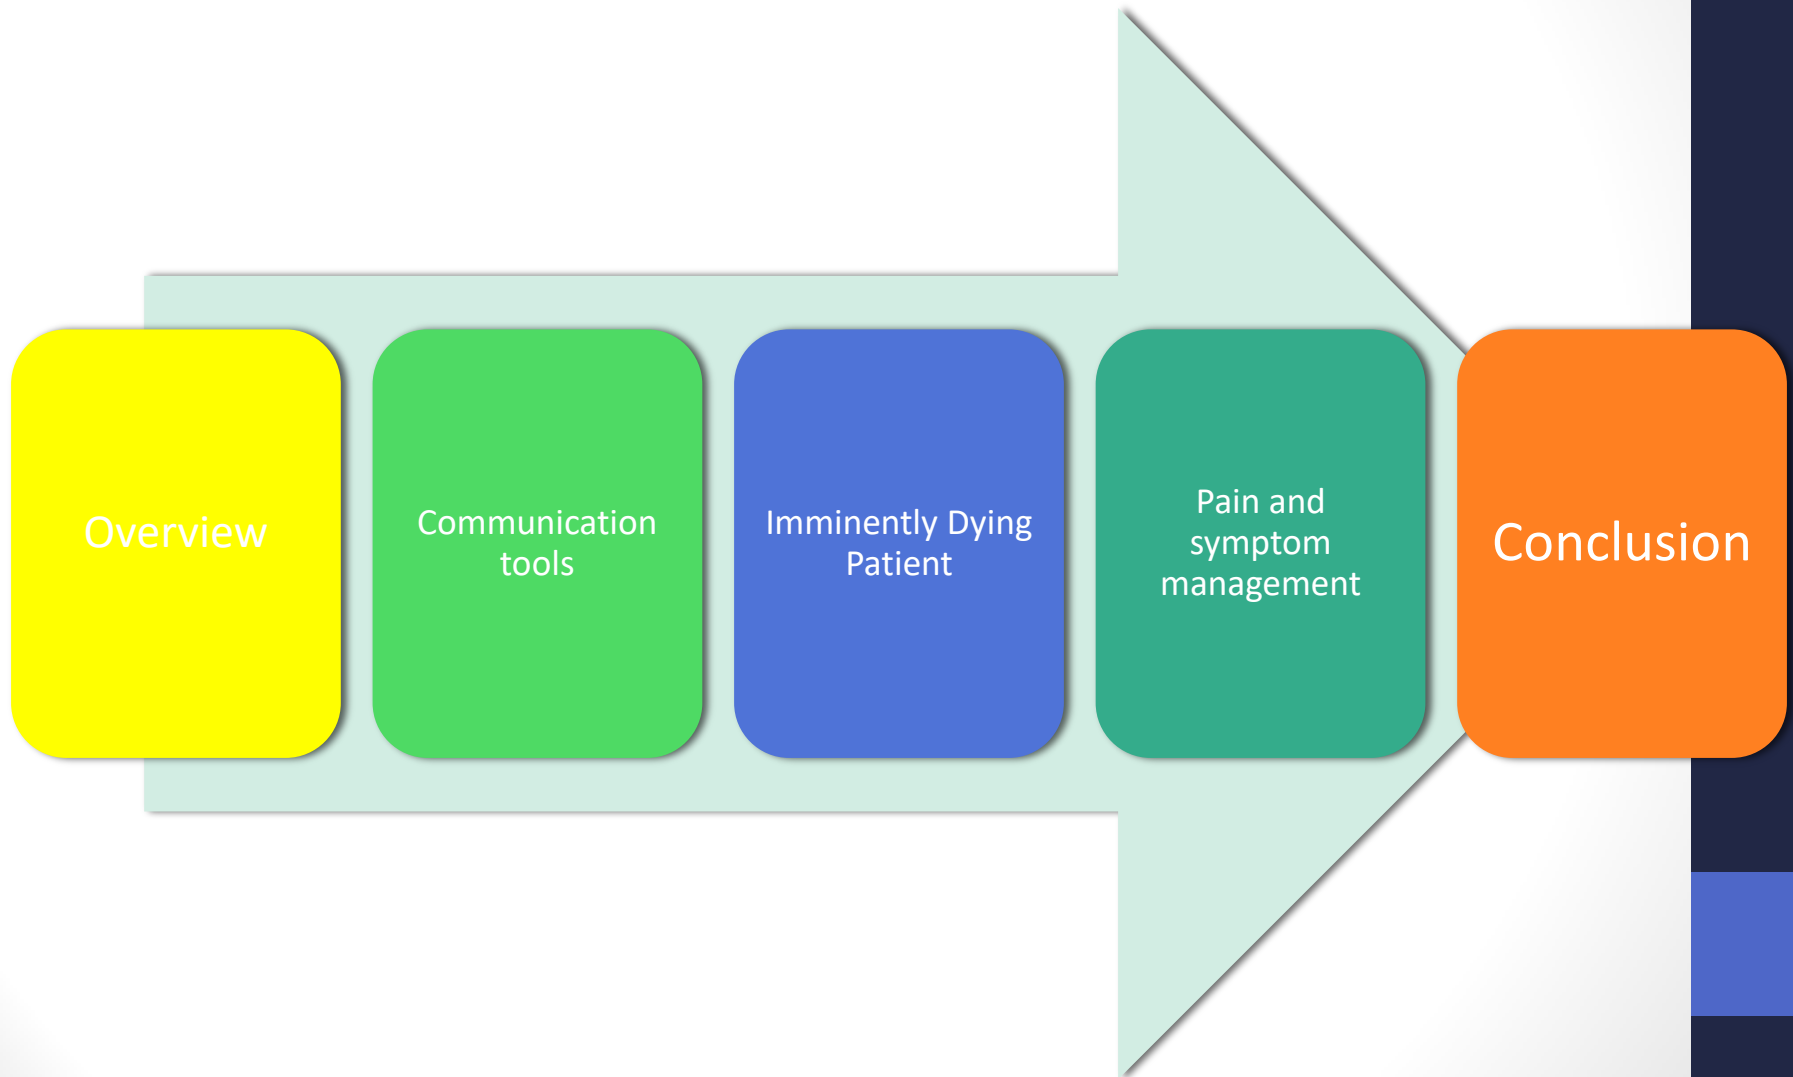 Overview
Communication
tools
Imminently Dying
Patient
Pain and
symptom
management
Conclusion